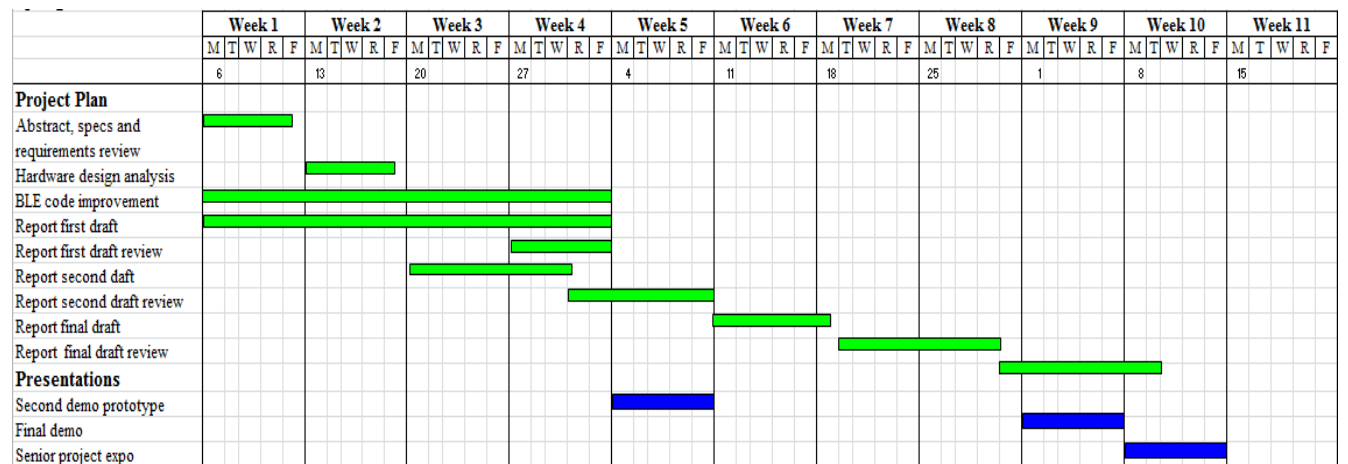 Week 1 Week 2 Week 3 Week 4 Week 5 Week 6 Week 7 Week 8 Week 9 Week 10 Week 11
M T W R F M T W R F M T W R F M T W R F M T W R F M T W R F M T W R F M T W R F M T W R F M T W R F M T W R F
6 13 20 27 4 11 18 25 1 8 15
Project Plan
Abstract, specs and
requirements review
Hardware design analysis
BLE code improvement
Report first draft
Report first draft review
Report second daft
Report second draft review
Report final draft
Report final draft review
Presentations
Second demo prototype
Final demo
Senior project expo